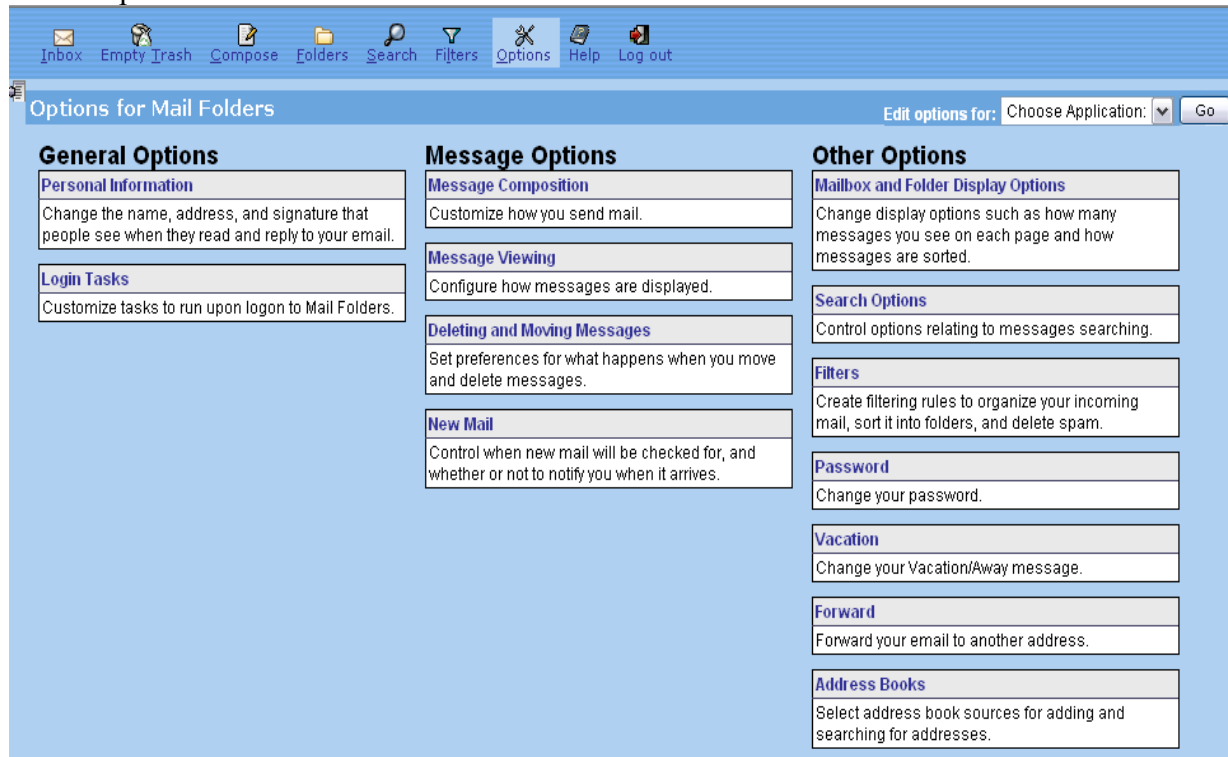 Inbox Empty Trash Compose Folders Search Filters Options Help Log out
Options for Mail Folders
Edit options for: Choose Application: Go
General Options
Personal Information
Change the name, address, and signature that
people see when they read and reply to your email.
Login Tasks
Customize tasks to run upon logon to Mail Folders.
Message Options
Message Composition
Customize how you send mail.
Message Viewing
Configure how messages are displayed.
Deleting and Moving Messages
Set preferences for what happens when you move
and delete messages.
New Mail
Control when new mail will be checked for, and
whether or not to notify you when it arrives.
Other Options
Mailbox and Folder Display Options
Change display options such as how many
messages you see on each page and how
messages are sorted.
Search Options
Control options relating to messages searching.
Filters
Create filtering rules to organize your incoming
mail, sort it into folders, and delete spam.
Password
Change your password.
Vacation
Change your Vacation/Away message.
Forward
Forward your email to another address.
Address Books
Select address book sources for adding and
searching for addresses.